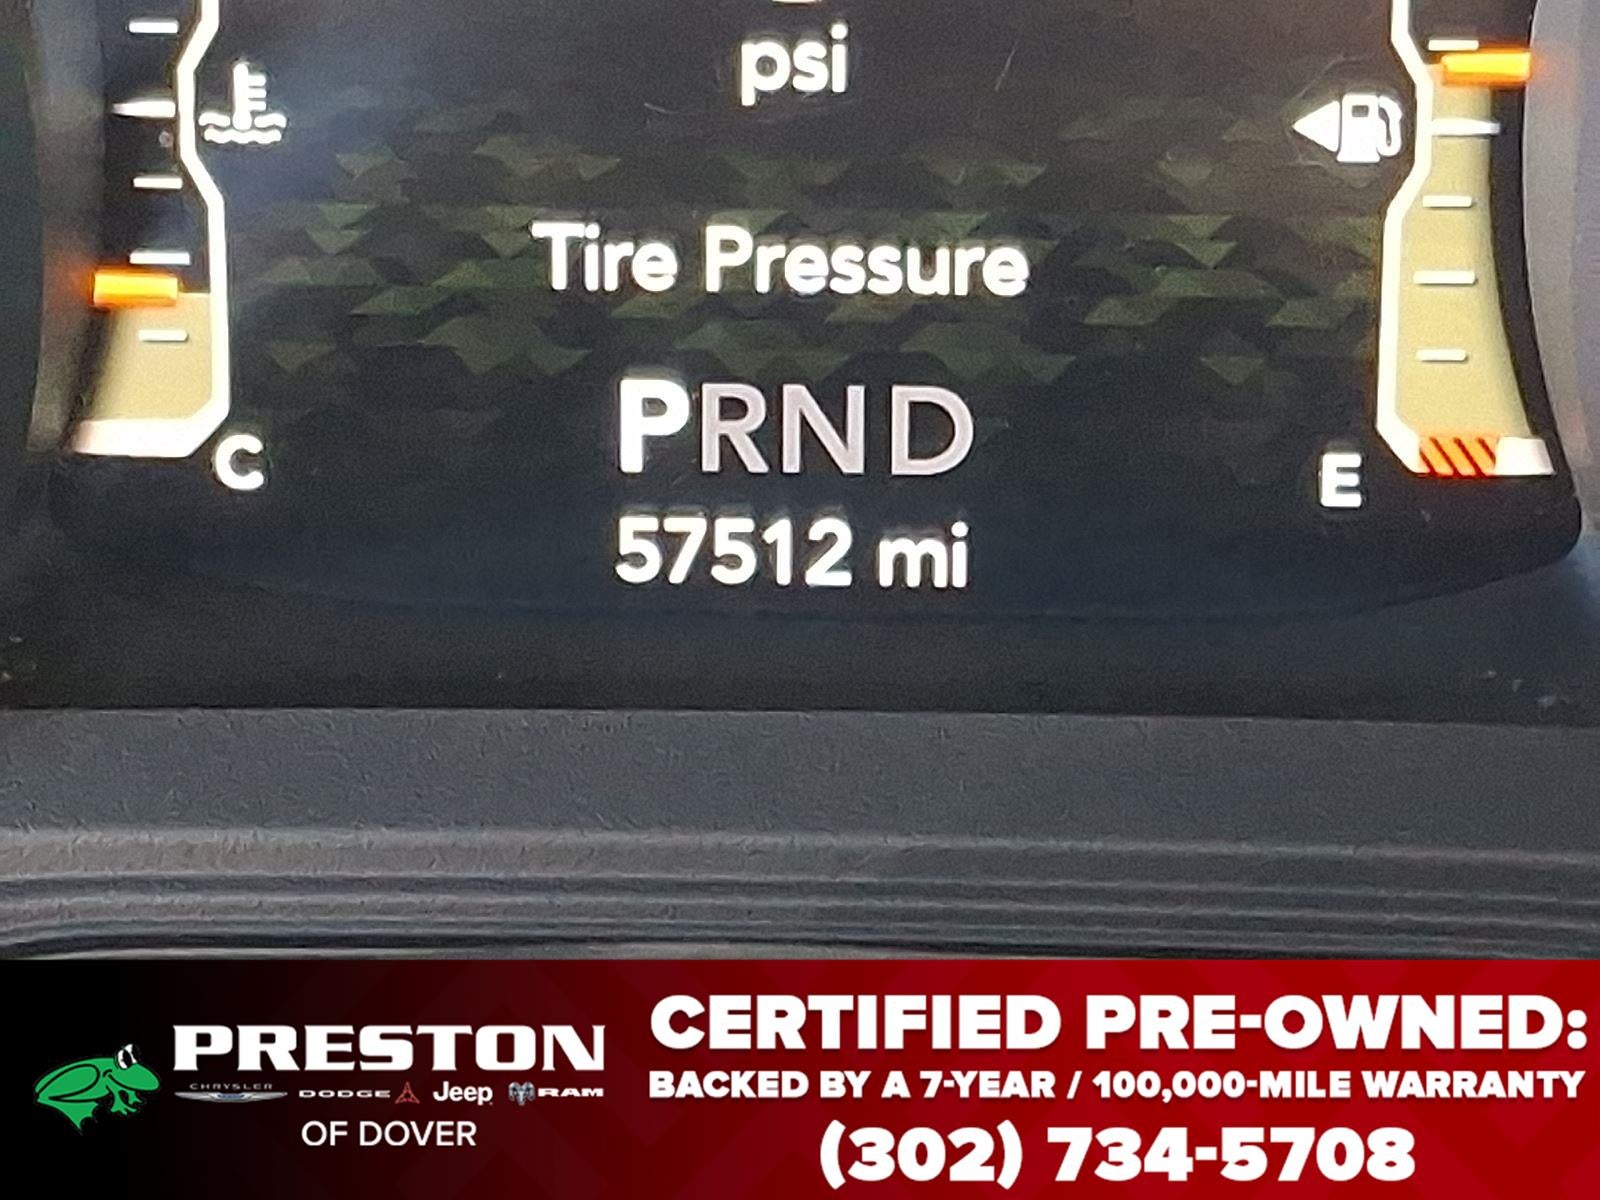 psi
Tire Pressure
PRND
C
E
57512 mi
PRESTON
CHRYSLER DODGE Jeep RAM
OF DOVER
CERTIFIED PRE-OWNED:
BACKED BY A 7-YEAR / 100,000-MILE WARRANTY
(302) 734-5708